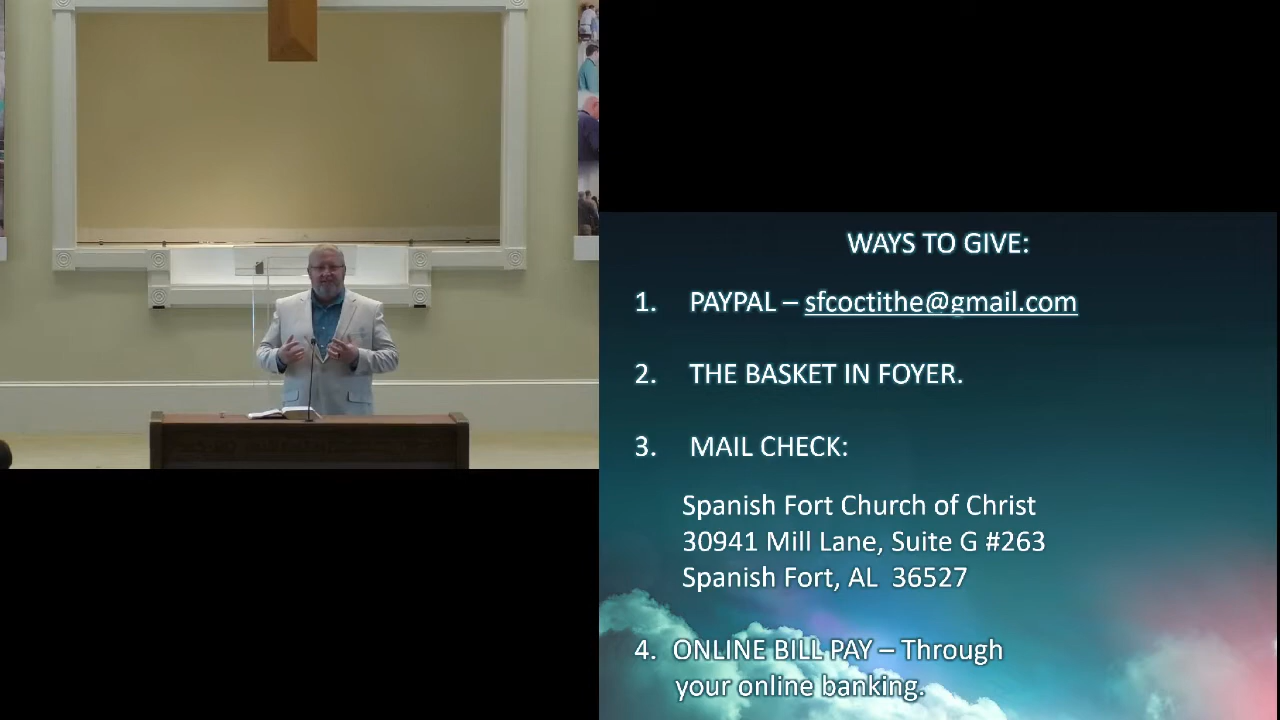 WAYS TO GIVE:
1. PAYPAL – sfcoctithe@gmail.com
2. THE BASKET IN FOYER.
3. MAIL CHECK:
Spanish Fort Church of Christ
30941 Mill Lane, Suite G #263
Spanish Fort, AL 36527
4. ONLINE BILL PAY – Through
your online banking.